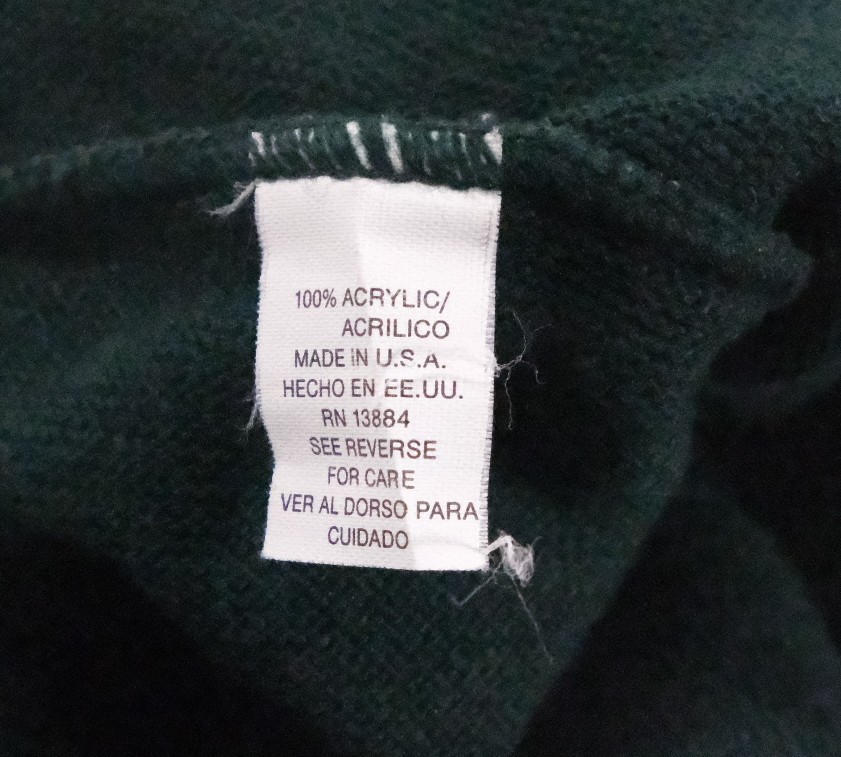 100% ACRYLIC/
ACRILICO
MADE IN U.S.A.
HECHO EN EE.UU.
RN 13884
SEE REVERSE
FOR CARE
VER AL DORSO PARA
CUIDADO